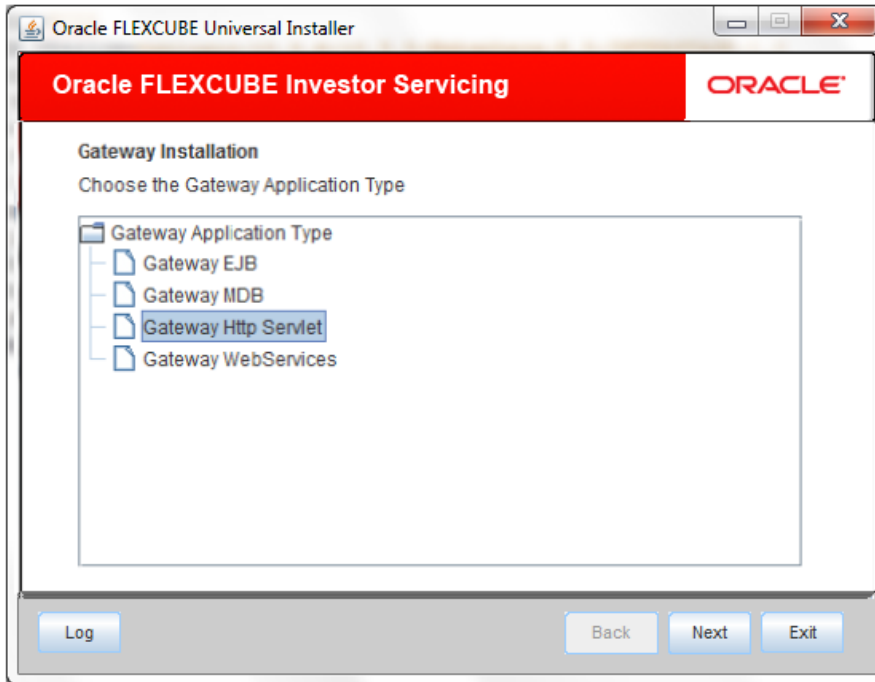 Oracle FLEXCUBE Universal Installer
Oracle FLEXCUBE Investor Servicing
ORACLE
Gateway Installation
Choose the Gateway Application Type
Gateway Application Type
Gateway EJB
Gateway MDB
Gateway Http Servlet
Gateway WebServices
Log Back Next Exit